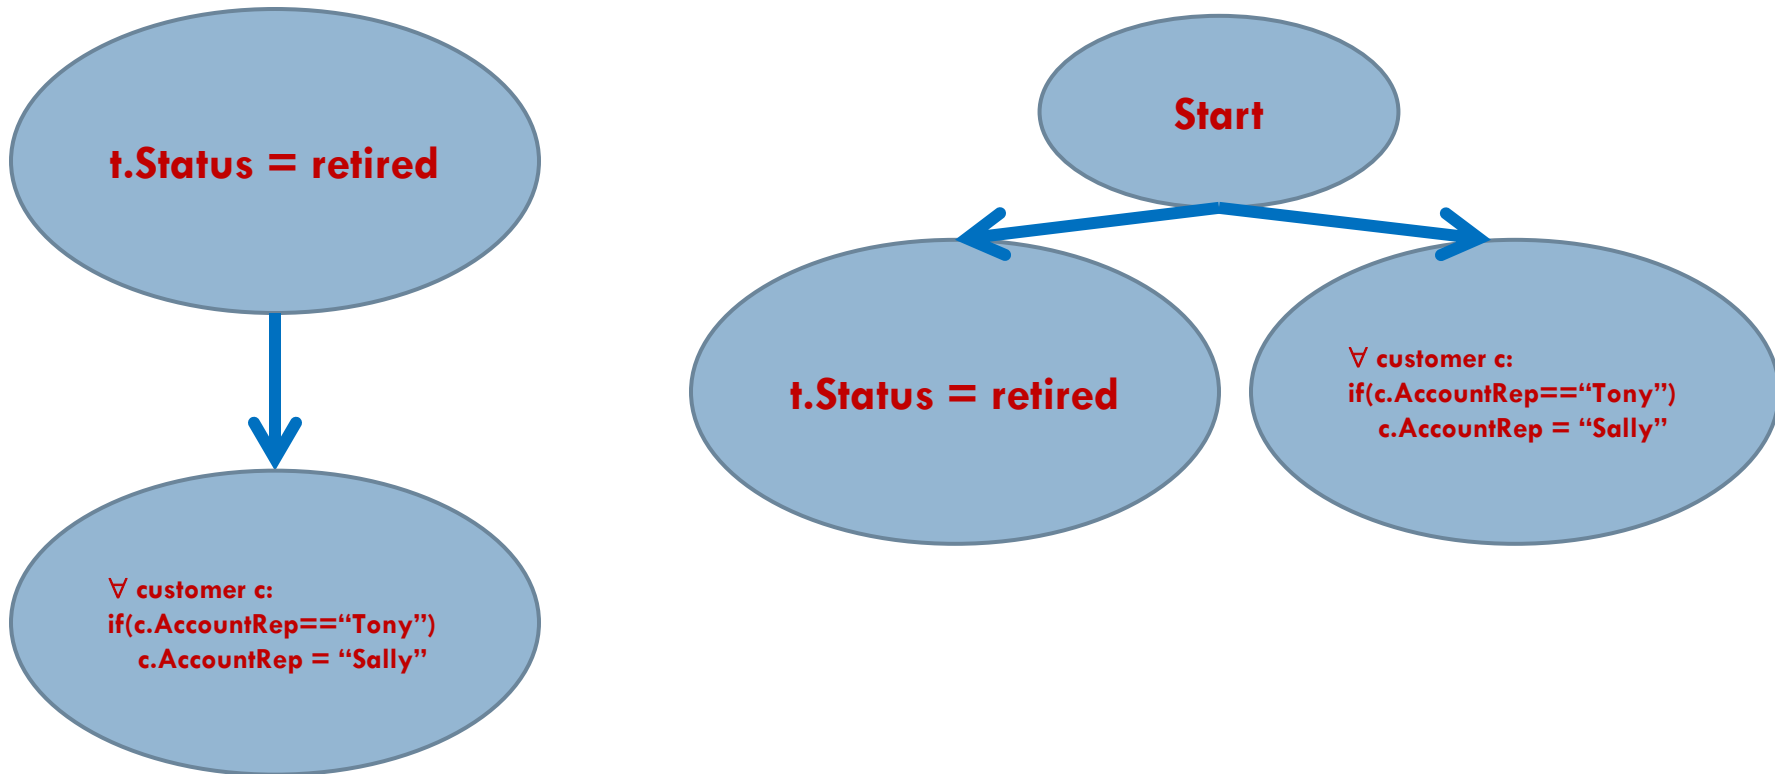 t.Status = retired
∀ customer c:
if(c.AccountRep==“Tony”)
c.AccountRep = “Sally”
Start
t.Status = retired
∀ customer c:
if(c.AccountRep==“Tony”)
c.AccountRep = “Sally”